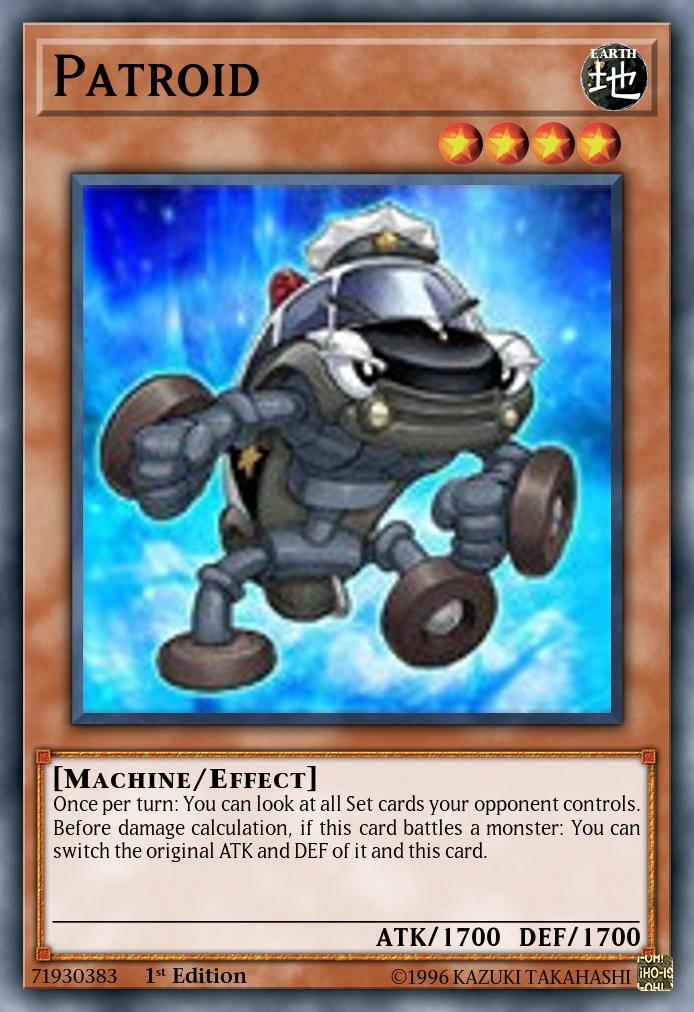 PATROID
EARTH
地
[MACHINE/EFFECT]
Once per turn: You can look at all Set cards your opponent controls.
Before damage calculation, if this card battles a monster: You can
switch the original ATK and DEF of it and this card.
ATK/1700 DEF/1700
71930383 1st Edition ©1996 KAZUKI TAKAHASHI